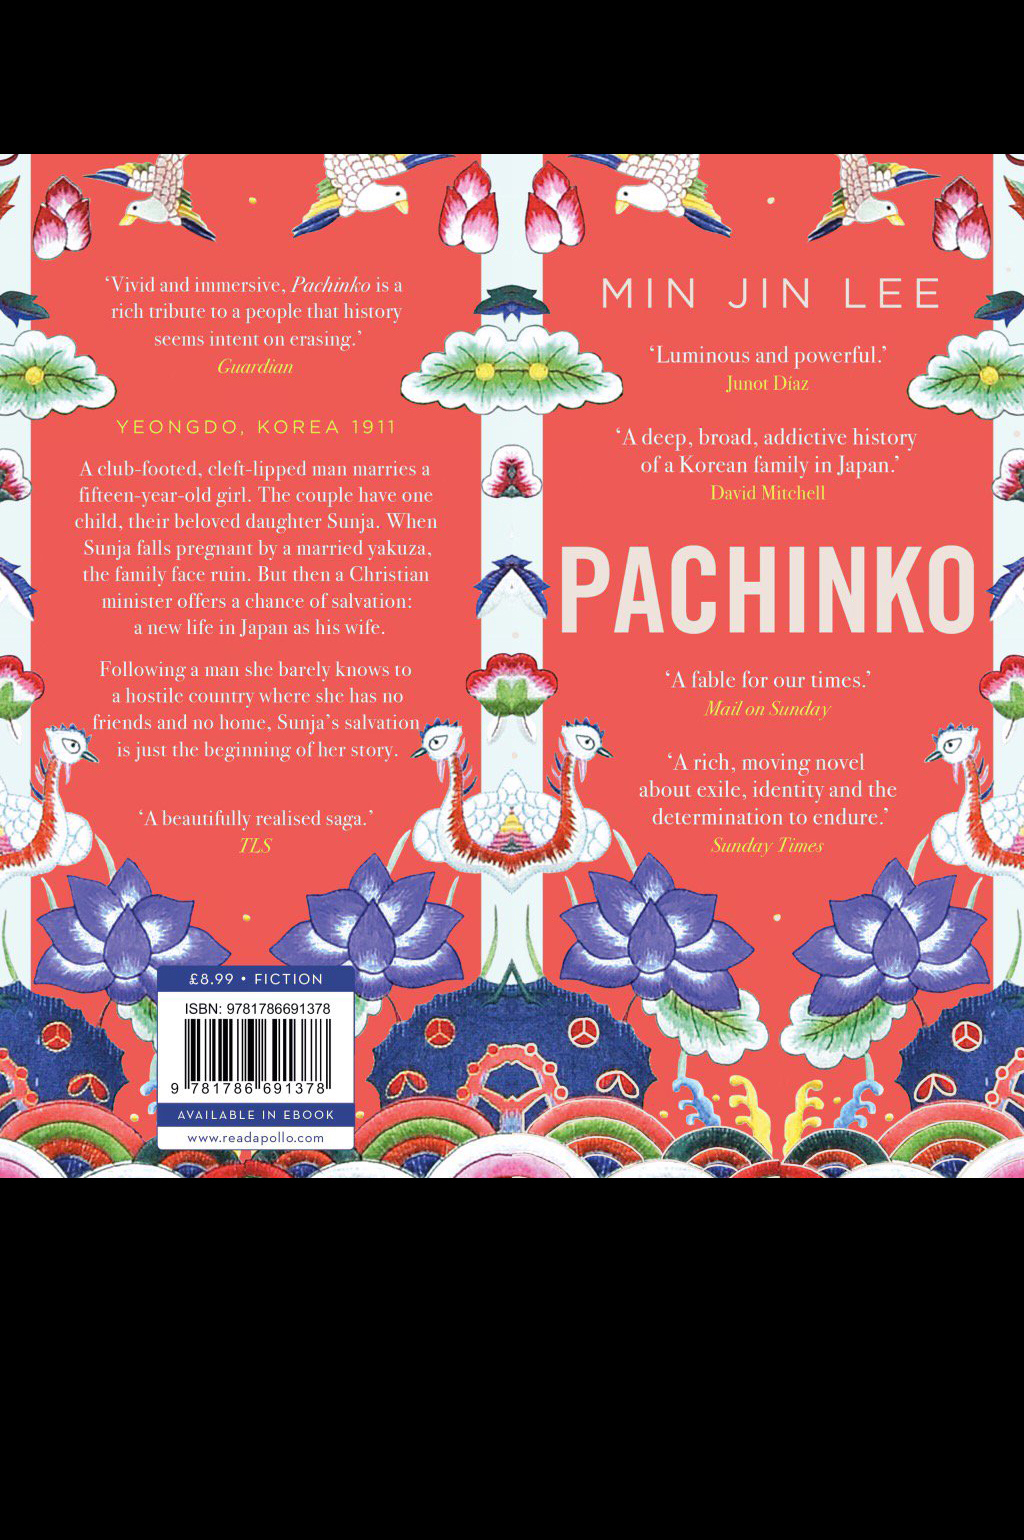 ‘Vivid and immersive, Pachinko is a
rich tribute to a people that history
seems intent on erasing.’
Guardian
YEONGDO, KOREA 1911
A club-footed, cleft-lipped man marries a
fifteen-year-old girl. The couple have one
child, their beloved daughter Sunja. When
Sunja falls pregnant by a married yakuza,
the family face ruin. But then a Christian
minister offers a chance of salvation:
a new life in Japan as his wife.
Following a man she barely knows to
a hostile country where she has no
friends and no home, Sunja’s salvation
is just the beginning of her story.
‘A beautifully realised saga.’
TLS
£8.99 • FICTION
ISBN: 9781786691378
9 781786 691378
AVAILABLE IN EBOOK
www.readapollo.com
MIN JIN LEE
‘Luminous and powerful.’
Junot Díaz
‘A deep, broad, addictive history
of a Korean family in Japan.’
David Mitchell
PACHINKO
‘A fable for our times.’
Mail on Sunday
‘A rich, moving novel
about exile, identity and the
determination to endure.’
Sunday Times